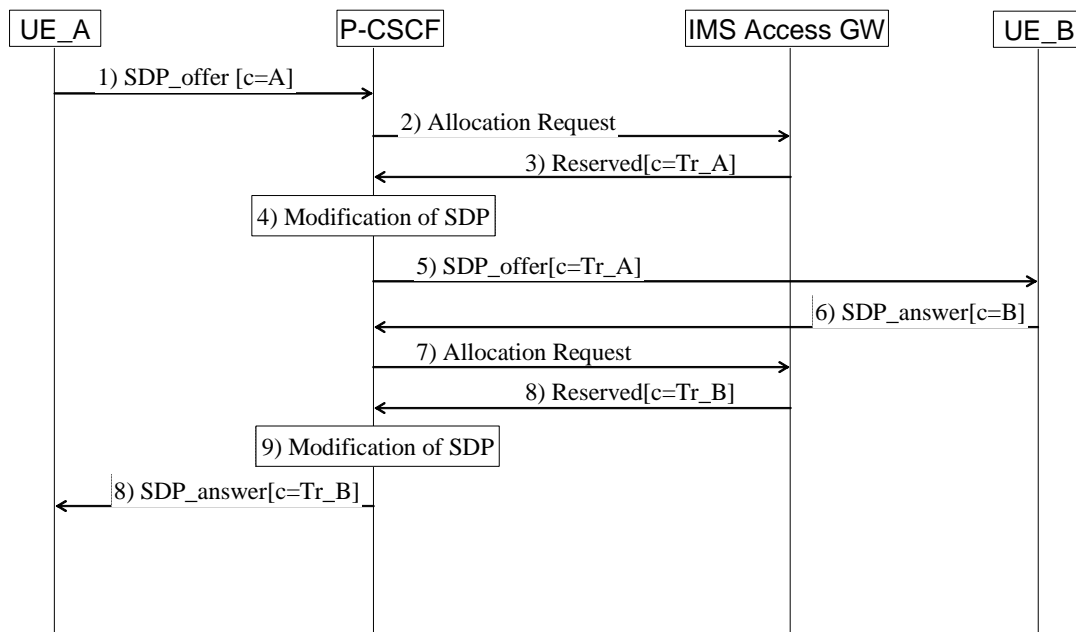 UE_A
P-CSCF
IMS Access GW
UE_B
1) SDP_offer [c=A]
2) Allocation Request
3) Reserved[c=Tr_A]
4) Modification of SDP
5) SDP_offer[c=Tr_A]
6) SDP_answer[c=B]
7) Allocation Request
8) Reserved[c=Tr_B]
9) Modification of SDP
8) SDP_answer[c=Tr_B]